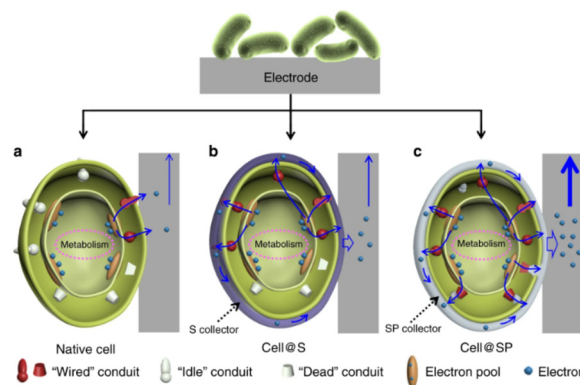 Electrode
a
b
c
Metabolism
Metabolism
Metabolism
S collector
SP collector
Native cell
Cell@S
Cell@SP
"Wired" conduit
"Idle" conduit
"Dead" conduit
Electron pool
Electron